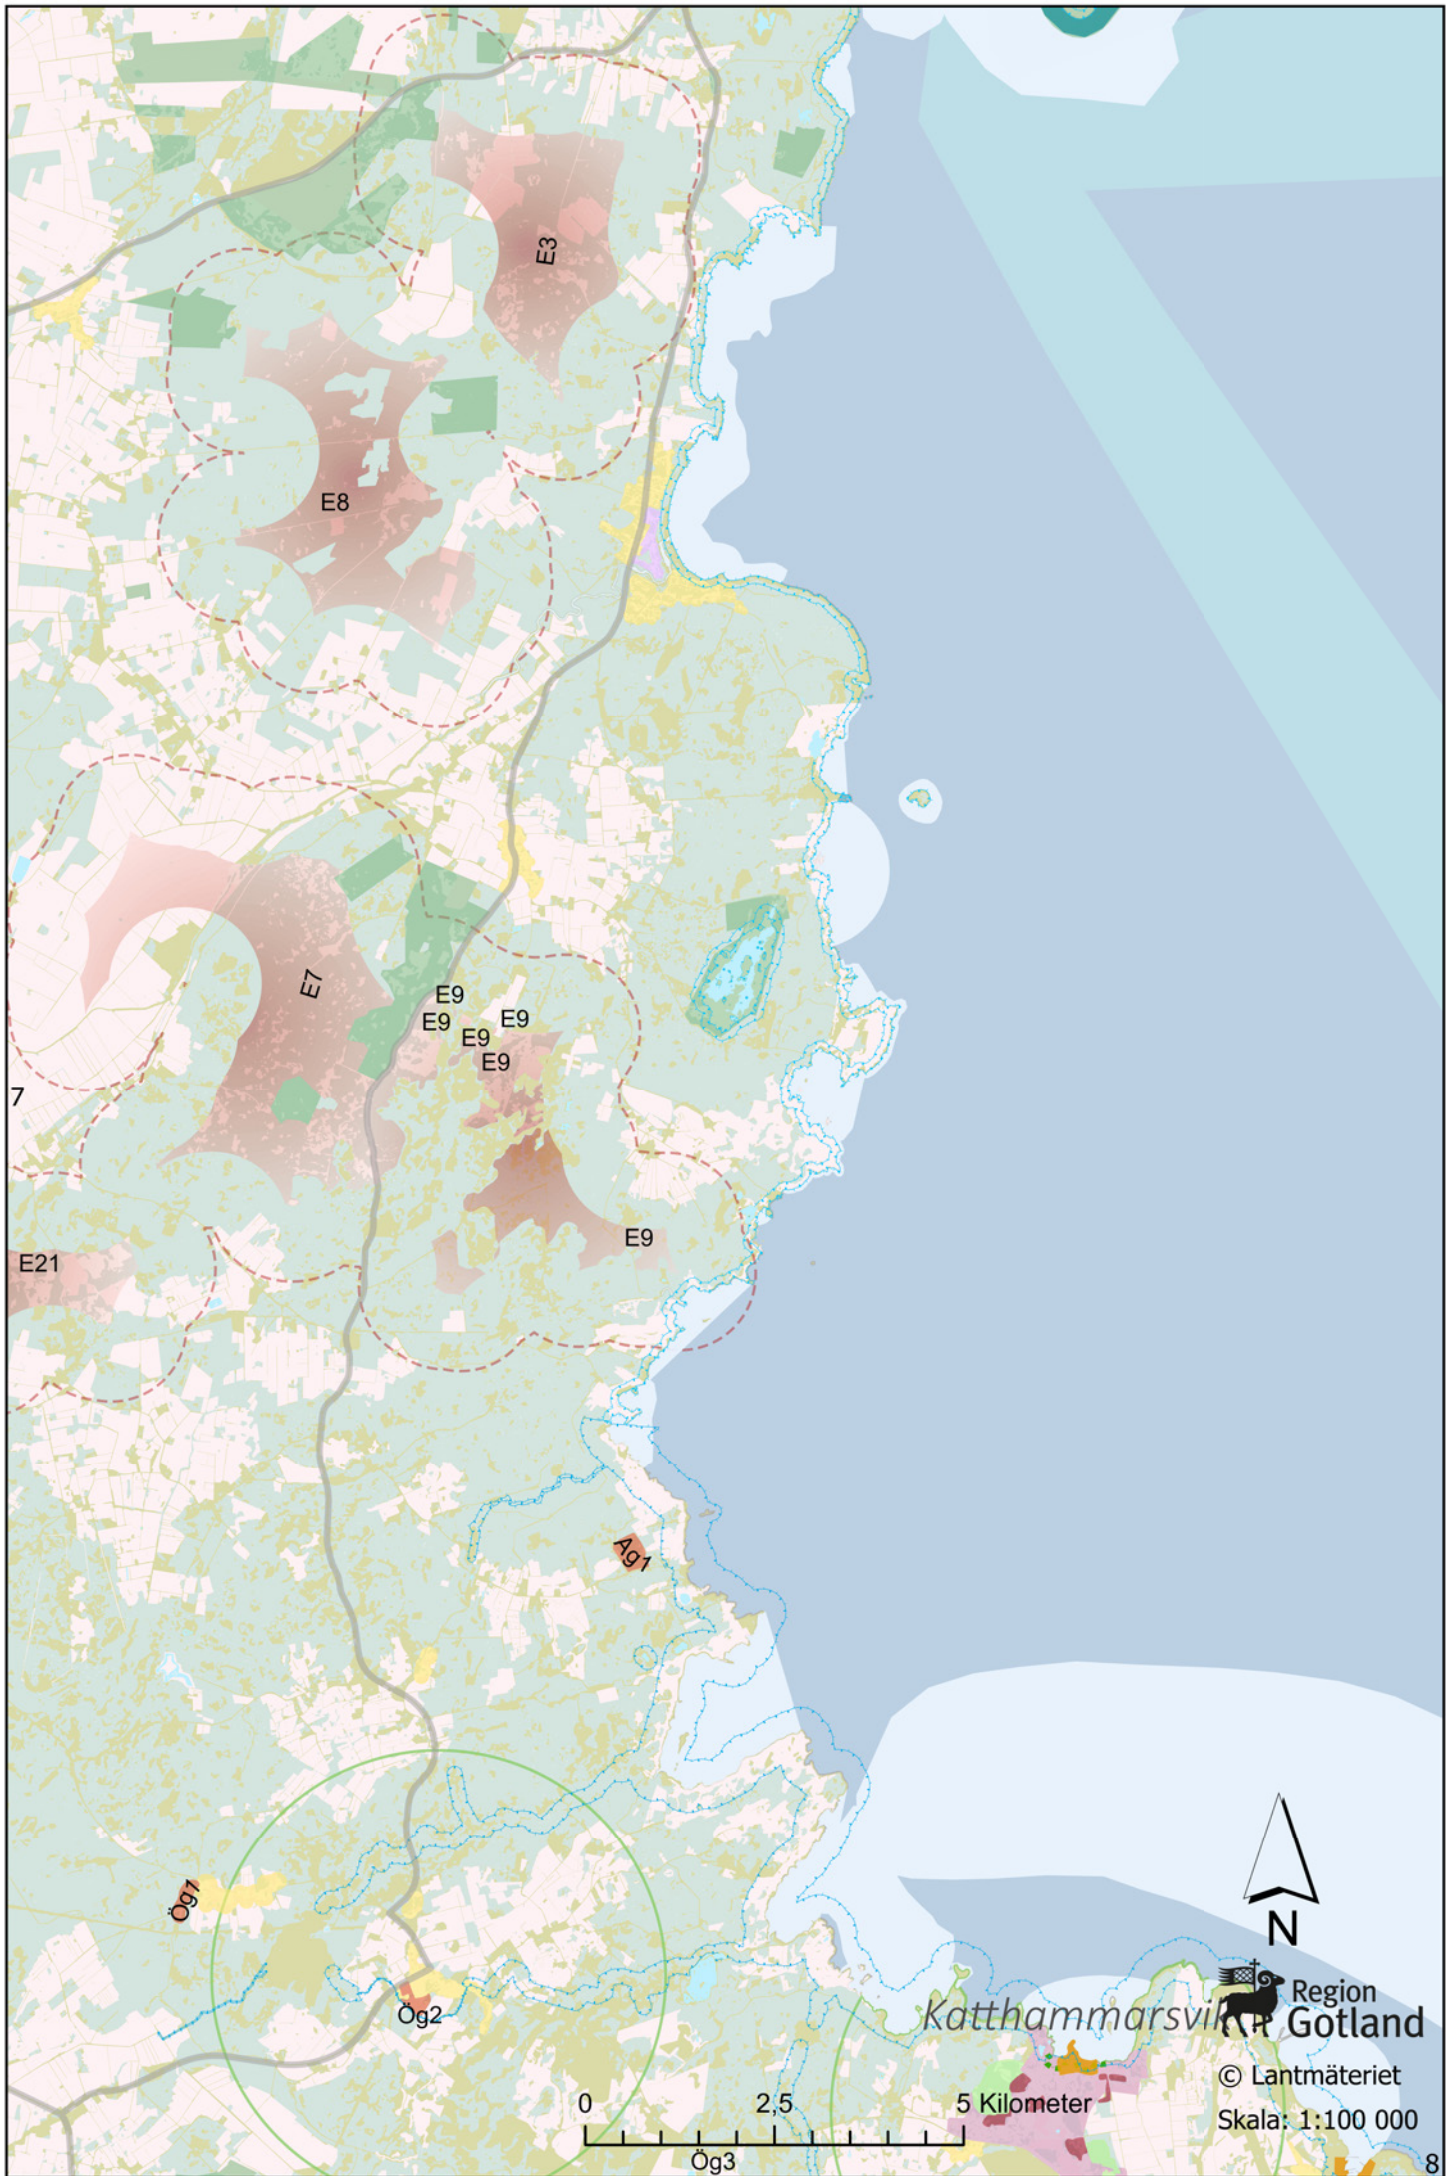 E3
E8
E7
E9
E9
E9
E9
E9
7
E9
E21
Ag1
Ög1
N
Region
Gotland
Katthammarsvik
Ög2
© Lantmäteriet
0 2,5 5 Kilometer
Skala: 1:100 000
Ög3
8